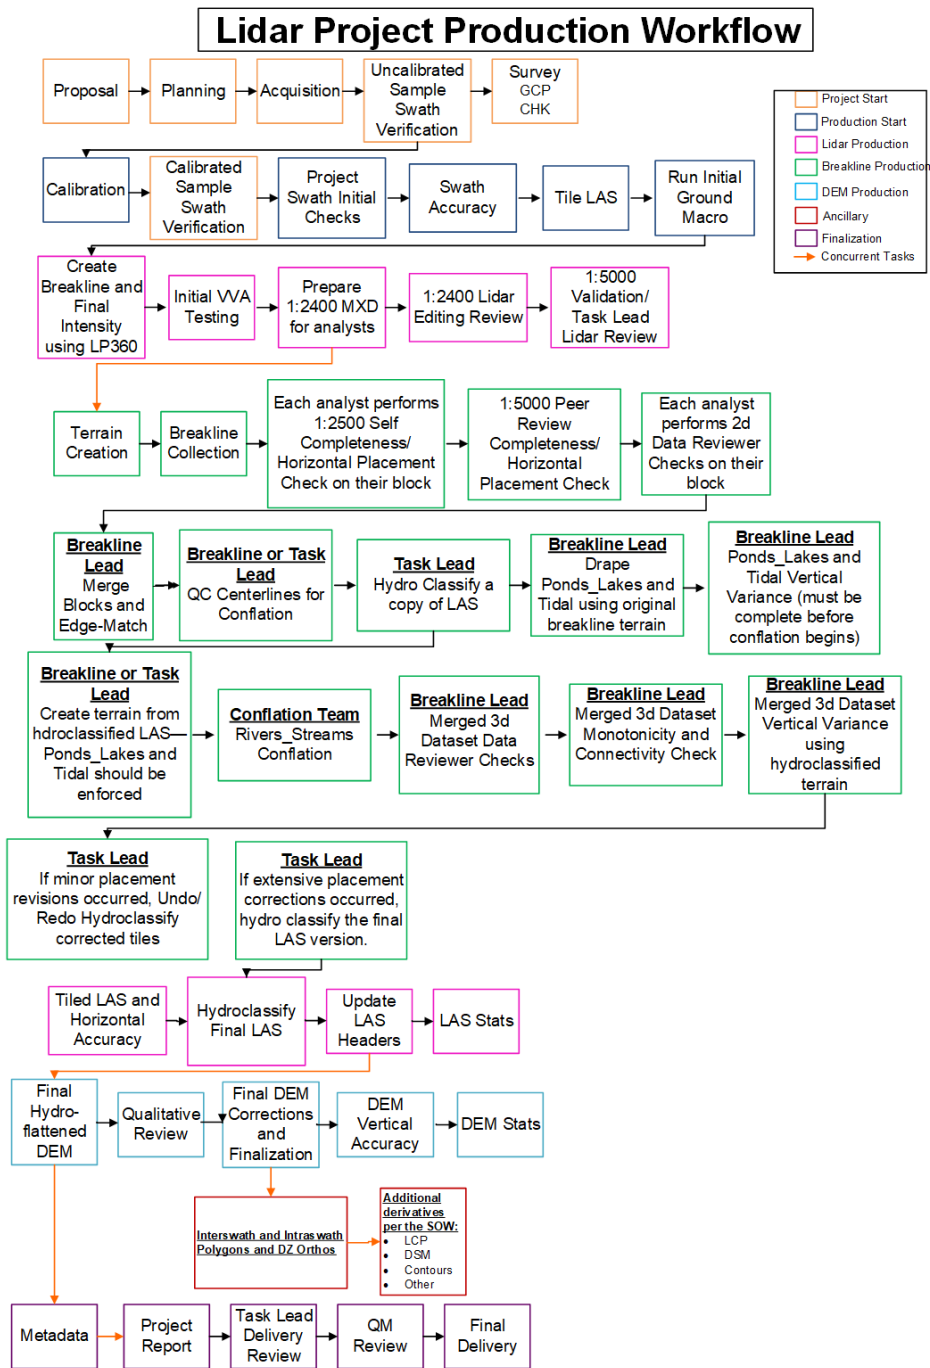 Lidar Project Production Workflow
Proposal
Planning
Acquisition
Uncalibrated
Sample
Swath
Verification
Survey
GCP
CHK
Project Start
Production Start
Lidar Production
Breakline Production
DEM Production
Ancillary
Finalization
Concurrent Tasks
Calibration
Calibrated
Sample
Swath
Verification
Project
Swath Initial
Checks
Swath
Accuracy
Tile LAS
Run Initial
Ground
Macro
Create
Breakline and
Final
Intensity
using LP360
Initial VVA
Testing
Prepare
1:2400 MXD
for analysts
1:2400 Lidar
Editing Review
1:5000
Validation/
Task Lead
Lidar Review
Terrain
Creation
Breakline
Collection
Each analyst performs
1:2500 Self
Completeness/
Horizontal Placement
Check on their block
1:5000 Peer
Review
Completeness/
Horizontal
Placement Check
Each analyst
performs 2d
Data Reviewer
Checks on their
block
Breakline
Lead
Merge
Blocks and
Edge-Match
Breakline or Task
Lead
QC Centerlines for
Conflation
Task Lead
Hydro Classify a
copy of LAS
Breakline Lead
Drape
Ponds_Lakes and
Tidal using original
breakline terrain
Breakline Lead
Ponds_Lakes and
Tidal Vertical
Variance (must be
complete before
conflation begins)
Breakline or Task
Lead
Create terrain from
hdroclassified LAS—
Ponds_Lakes and
Tidal should be
enforced
Conflation Team
Rivers_Streams
Conflation
Breakline Lead
Merged 3d
Dataset Data
Reviewer Checks
Breakline Lead
Merged 3d Dataset
Monotonicity and
Connectivity Check
Breakline Lead
Merged 3d Dataset
Vertical Variance
using
hydroclassified
terrain
Task Lead
If minor placement
revisions occurred, Undo/
Redo Hydroclassify
corrected tiles
Task Lead
If extensive placement
corrections occurred,
hydro classify the final
LAS version.
Tiled LAS and
Horizontal
Accuracy
Hydroclassify
Final LAS
Update
LAS
Headers
LAS Stats
Final
Hydro-
flattened
DEM
Qualitative
Review
Final DEM
Corrections
and
Finalization
DEM
Vertical
Accuracy
DEM Stats
Interswath and Intraswath
Polygons and DZ Orthos
Additional
derivatives
per the SOW:
• LCP
• DSM
• Contours
• Other
Metadata
Project
Report
Task Lead
Delivery
Review
QM
Review
Final
Delivery